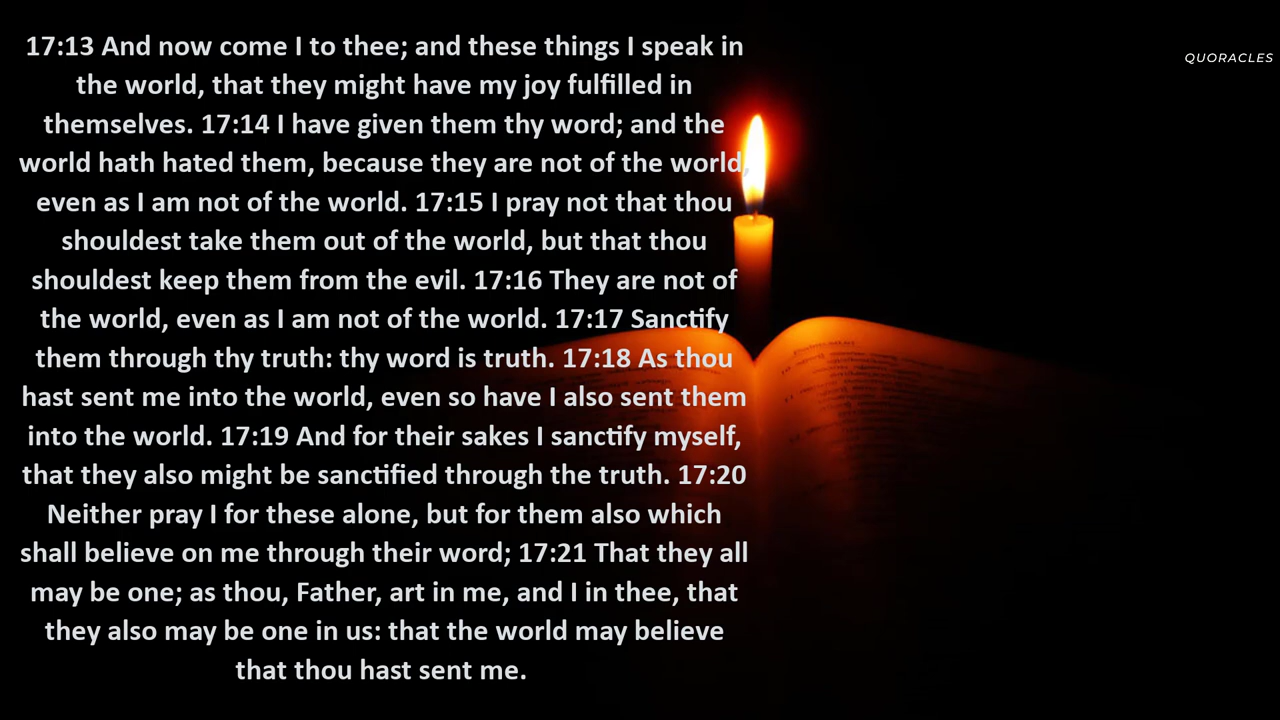 17:13 And now come I to thee; and these things I speak in
the world, that they might have my joy fulfilled in
themselves. 17:14 I have given them thy word; and the
world hath hated them, because they are not of the world,
even as I am not of the world. 17:15 I pray not that thou
shouldest take them out of the world, but that thou
shouldest keep them from the evil. 17:16 They are not of
the world, even as I am not of the world. 17:17 Sanctify
them through thy truth: thy word is truth. 17:18 As thou
hast sent me into the world, even so have I also sent them
into the world. 17:19 And for their sakes I sanctify myself,
that they also might be sanctified through the truth. 17:20
Neither pray I for these alone, but for them also which
shall believe on me through their word; 17:21 That they all
may be one; as thou, Father, art in me, and I in thee, that
they also may be one in us: that the world may believe
that thou hast sent me.
QUORACLES